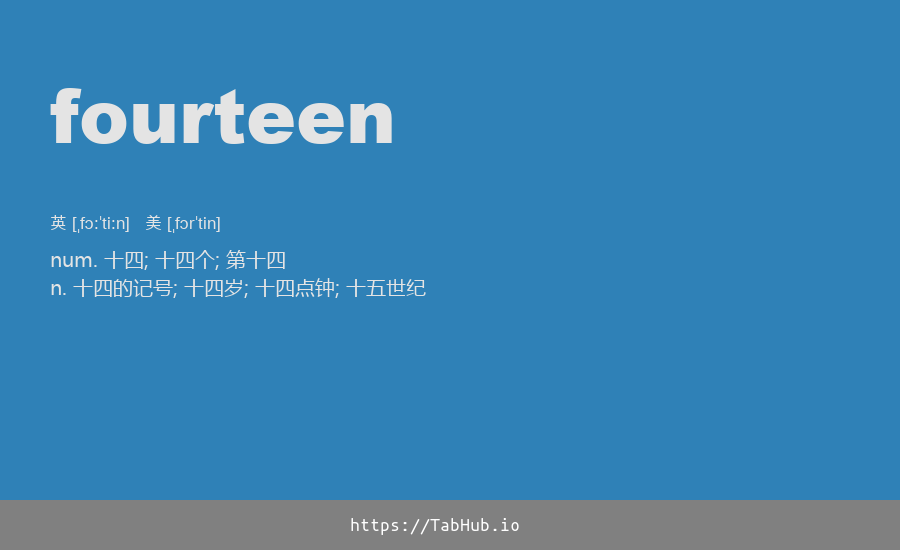 fourteen
英 [ˌfɔːˈtiːn] 美 [ˌfɔrˈtin]
num. 十四; 十四个; 第十四
n. 十四的记号; 十四岁; 十四点钟; 十五世纪
https://TabHub.io